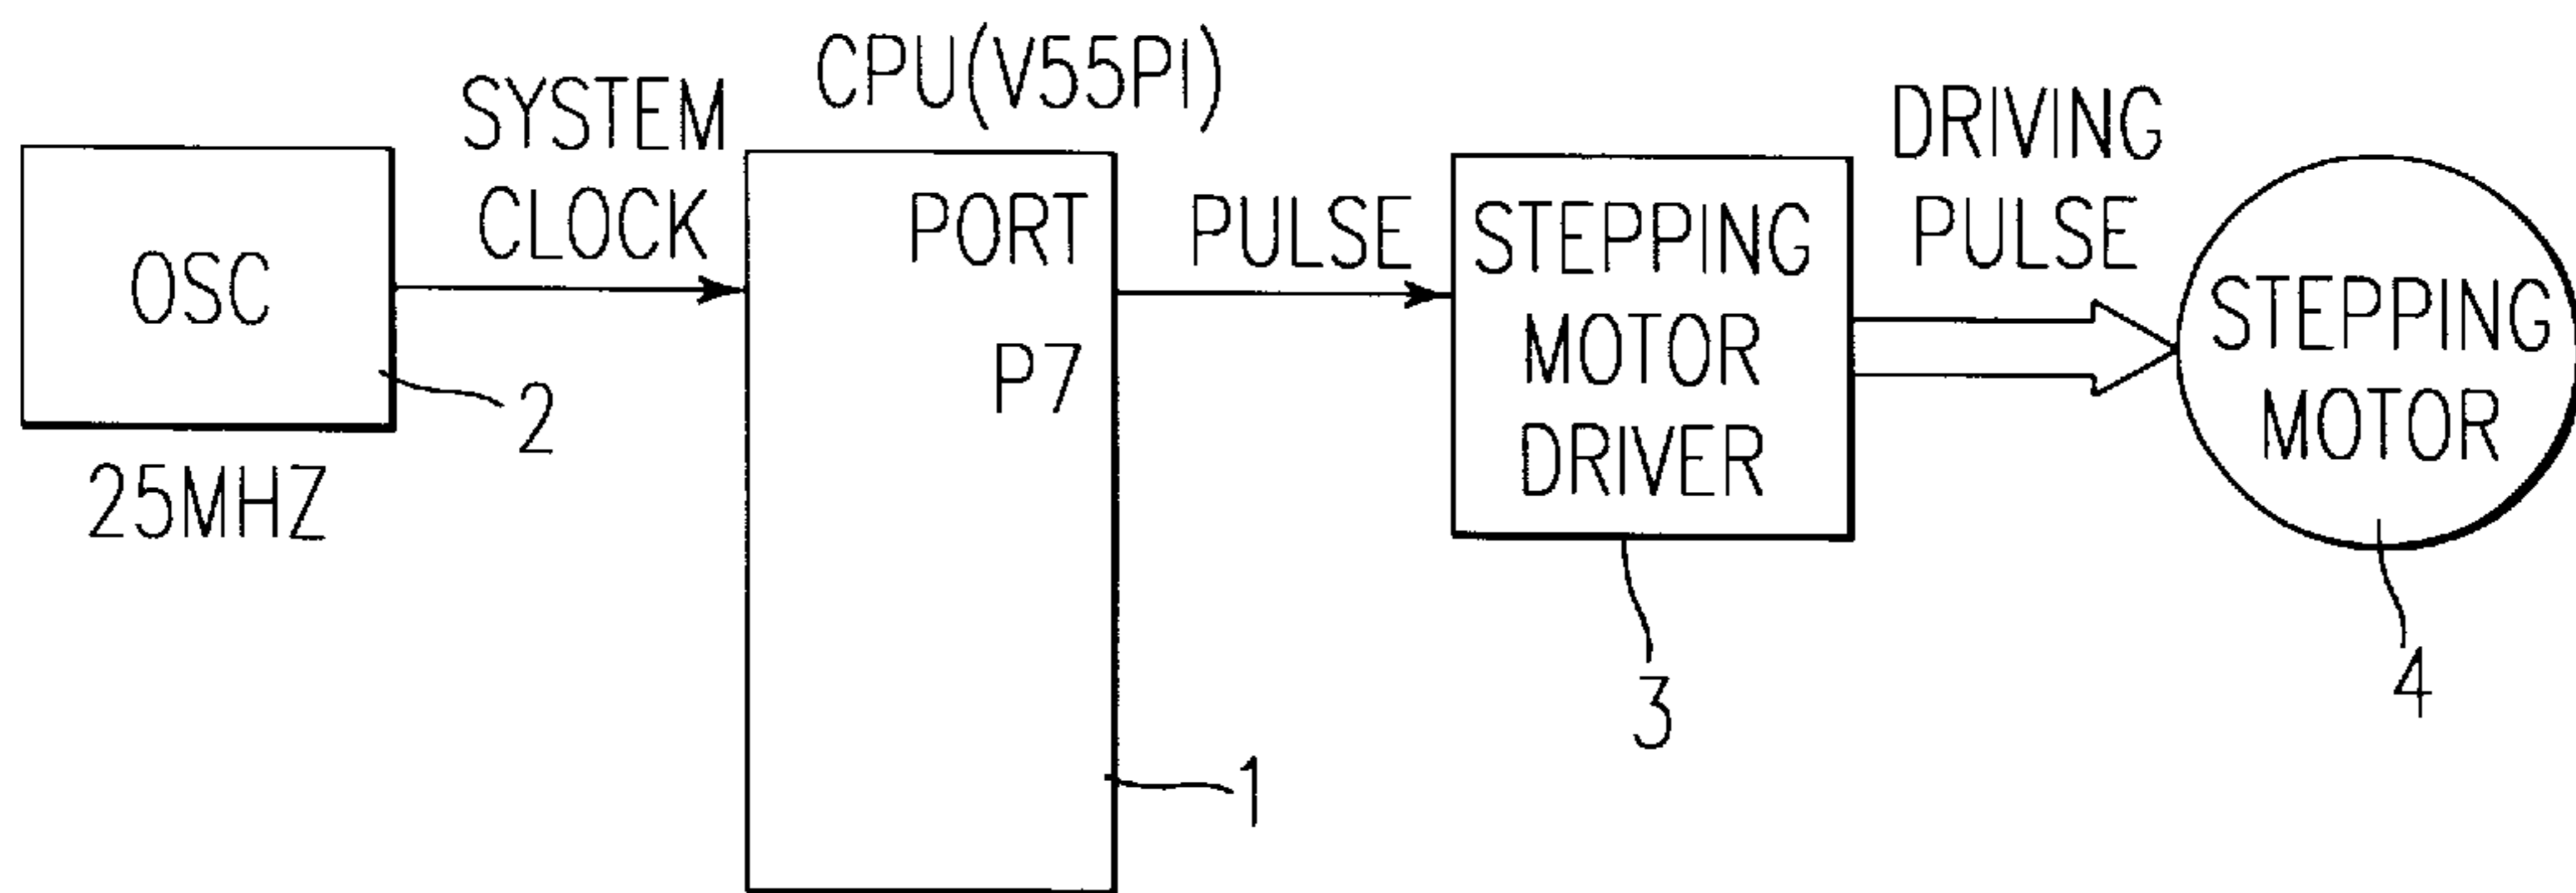 OSC
2
25MHZ
SYSTEM
CLOCK
CPU(V55PI)
PORT
P7
1
PULSE
STEPPING
MOTOR
DRIVER
3
DRIVING
PULSE
STEPPING
MOTOR
4